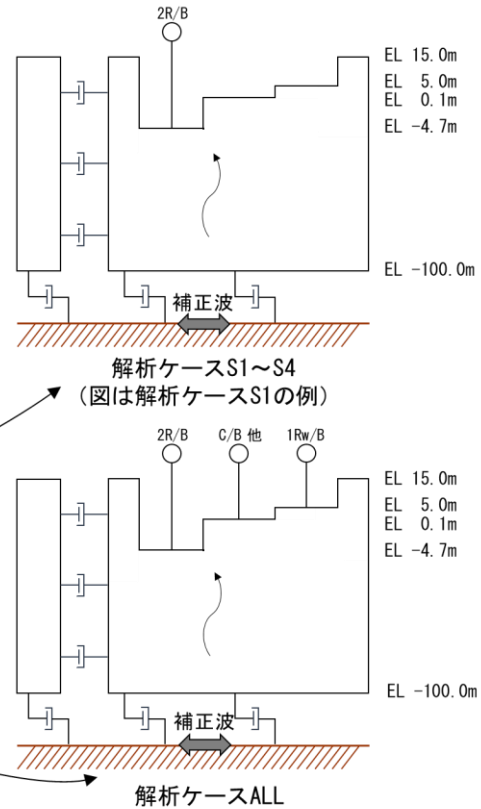 2R/B
EL 15.0m
EL 5.0m
EL 0.1m
EL -4.7m
EL -100.0m
補正波
解析ケースS1～S4
（図は解析ケースS1の例）
2R/B C/B 他 1Rw/B
EL 15.0m
EL 5.0m
EL 0.1m
EL -4.7m
EL -100.0m
補正波
解析ケースALL